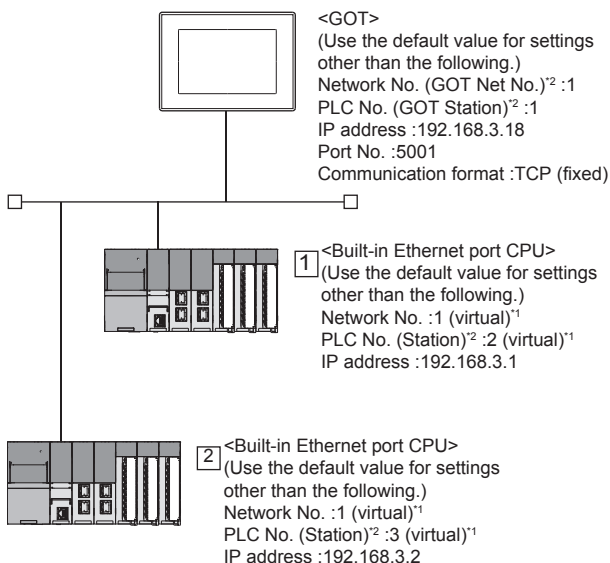 <GOT>
(Use the default value for settings
other than the following.)
Network No. (GOT Net No.)*2 :1
PLC No. (GOT Station)*2 :1
IP address :192.168.3.18
Port No. :5001
Communication format :TCP (fixed)
1
<Built-in Ethernet port CPU>
(Use the default value for settings
other than the following.)
Network No. :1 (virtual)*1
PLC No. (Station)*2 :2 (virtual)*1
IP address :192.168.3.1
2
<Built-in Ethernet port CPU>
(Use the default value for settings
other than the following.)
Network No. :1 (virtual)*1
PLC No. (Station)*2 :3 (virtual)*1
IP address :192.168.3.2